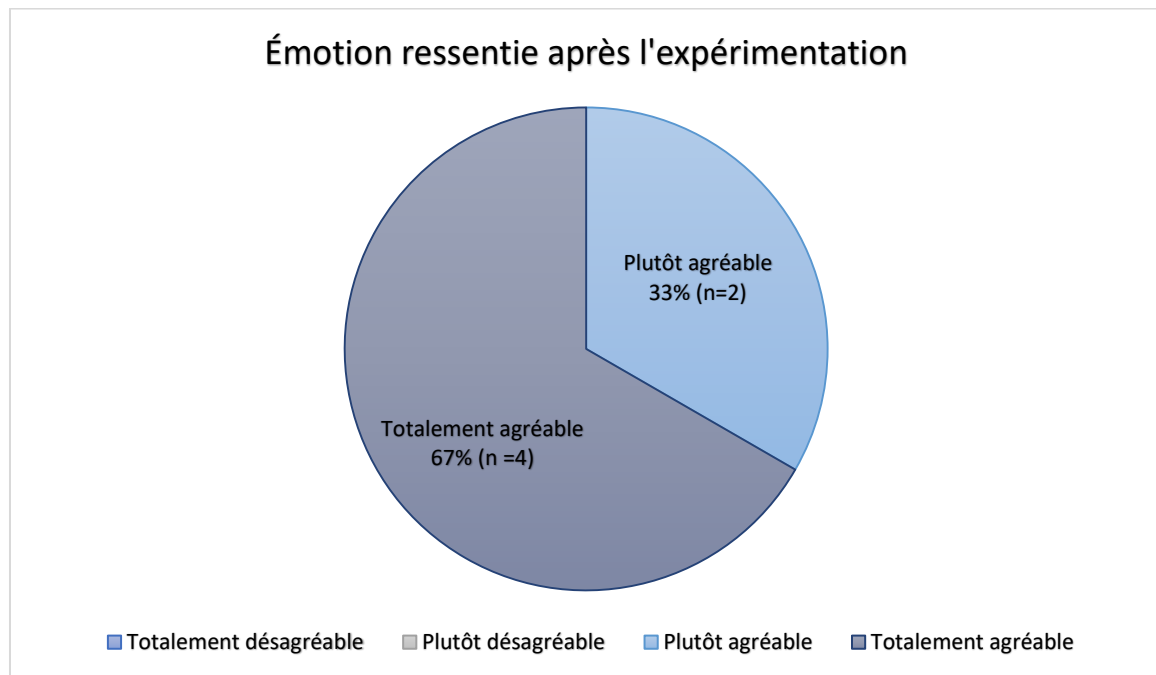 Émotion ressentie après l'expérimentation
Plutôt agréable
33% (n=2)
Totalement agréable
67% (n =4)
Totalement désagréable
Plutôt désagréable
Plutôt agréable
Totalement agréable